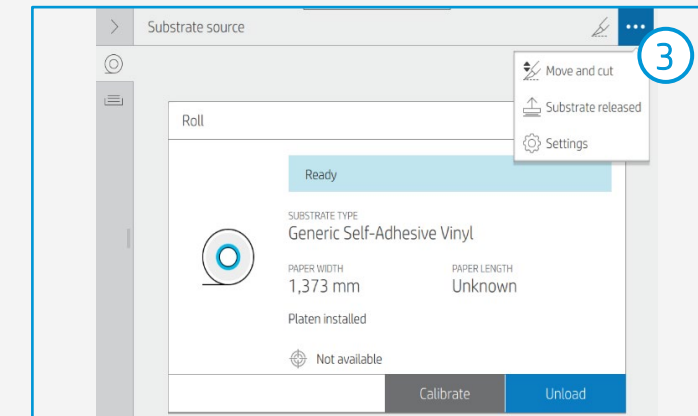 Substrate source
3
Move and cut
Substrate released
Settings
Roll
Ready
SUBSTRATE TYPE
Generic Self-Adhesive Vinyl
PAPER WIDTH PAPER LENGTH
1,373 mm Unknown
Platen installed
Not available
Calibrate Unload